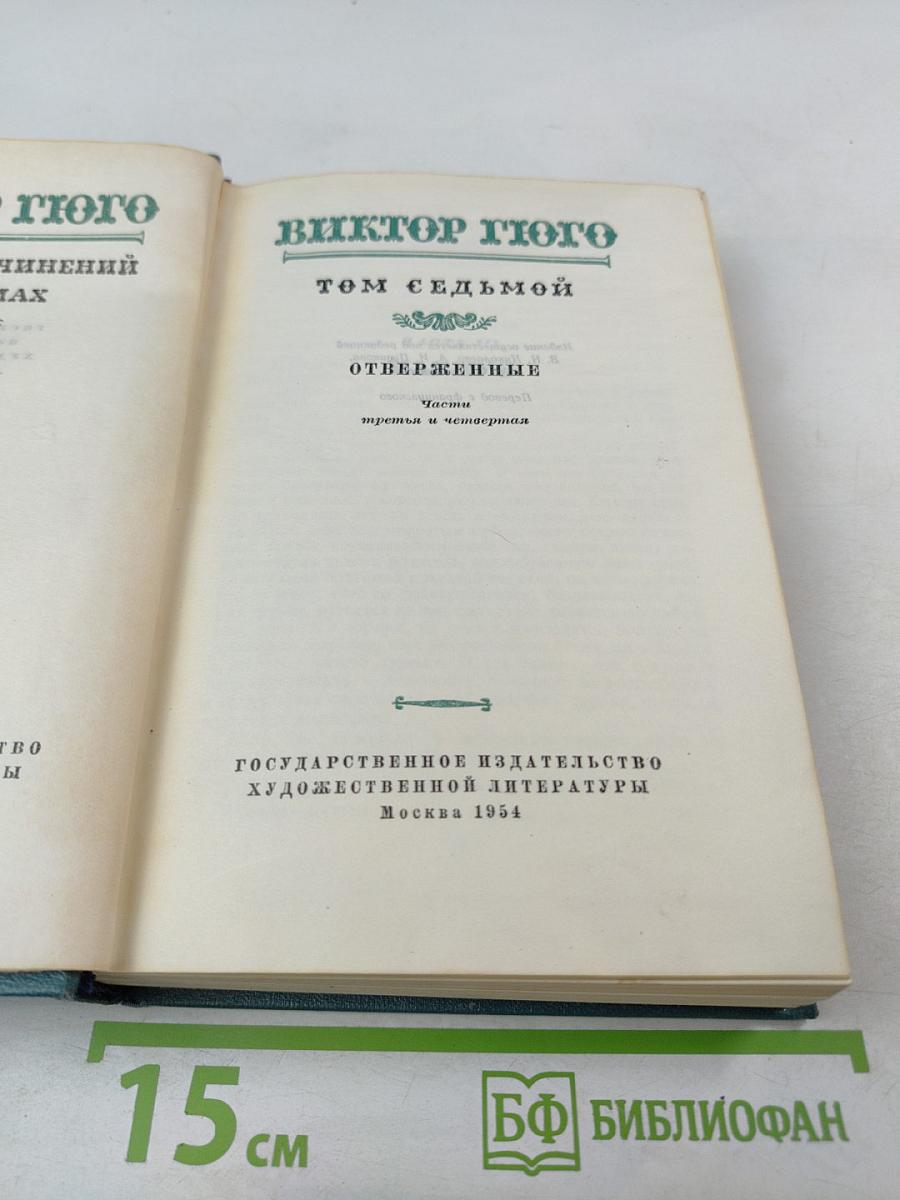 Р ГЮГО
ЧИНЕНИЙ
МАХ
ТВО
Ы
ВИКТОР ГЮГО
ТОМ СЕДЬМОЙ
ОТВЕРЖЕННЫЕ
Части
третья и четвертая
ГОСУДАРСТВЕННОЕ ИЗДАТЕЛЬСТВО
ХУДОЖЕСТВЕННОЙ ЛИТЕРАТУРЫ
Москва 1954
15 см
БФ БИБЛИОФАН